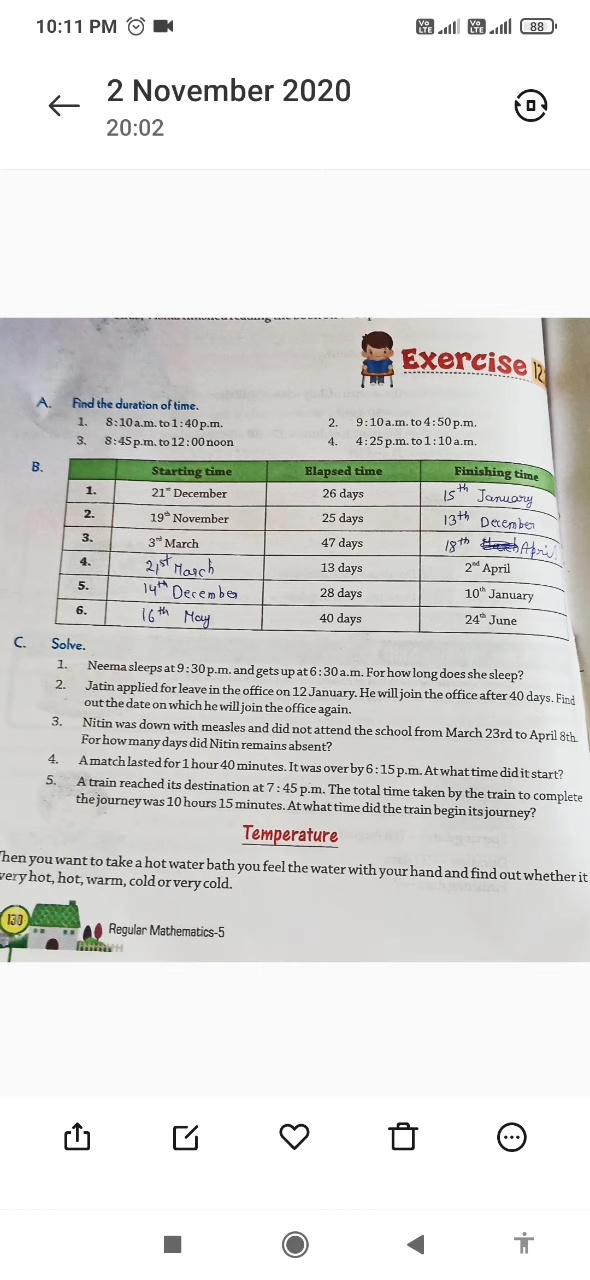 10:11 PM
Vo LTE Vo LTE 88
2 November 2020
20:02
Exercise 12
A. Find the duration of time.
1. 8:10 a.m. to 1:40 p.m. 2. 9:10 a.m. to 4:50 p.m.
3. 8:45 p.m. to 12:00 noon 4. 4:25 p.m. to 1:10 a.m.
B. Starting time Elapsed time Finishing time
1. 21st December 26 days 15th January
2. 19th November 25 days 13th December
3. 3rd March 47 days 18th April
4. 21st March 13 days 2nd April
5. 14th December 28 days 10th January
6. 16th May 40 days 24th June
C. Solve.
1. Neema sleeps at 9:30 p.m. and gets up at 6:30 a.m. For how long does she sleep?
2. Jatin applied for leave in the office on 12 January. He will join the office after 40 days. Find
out the date on which he will join the office again.
3. Nitin was down with measles and did not attend the school from March 23rd to April 8th.
For how many days did Nitin remains absent?
4. A match lasted for 1 hour 40 minutes. It was over by 6:15 p.m. At what time did it start?
5. A train reached its destination at 7:45 p.m. The total time taken by the train to complete
the journey was 10 hours 15 minutes. At what time did the train begin its journey?
Temperature
hen you want to take a hot water bath you feel the water with your hand and find out whether it
very hot, hot, warm, cold or very cold.
130
Regular Mathematics-5